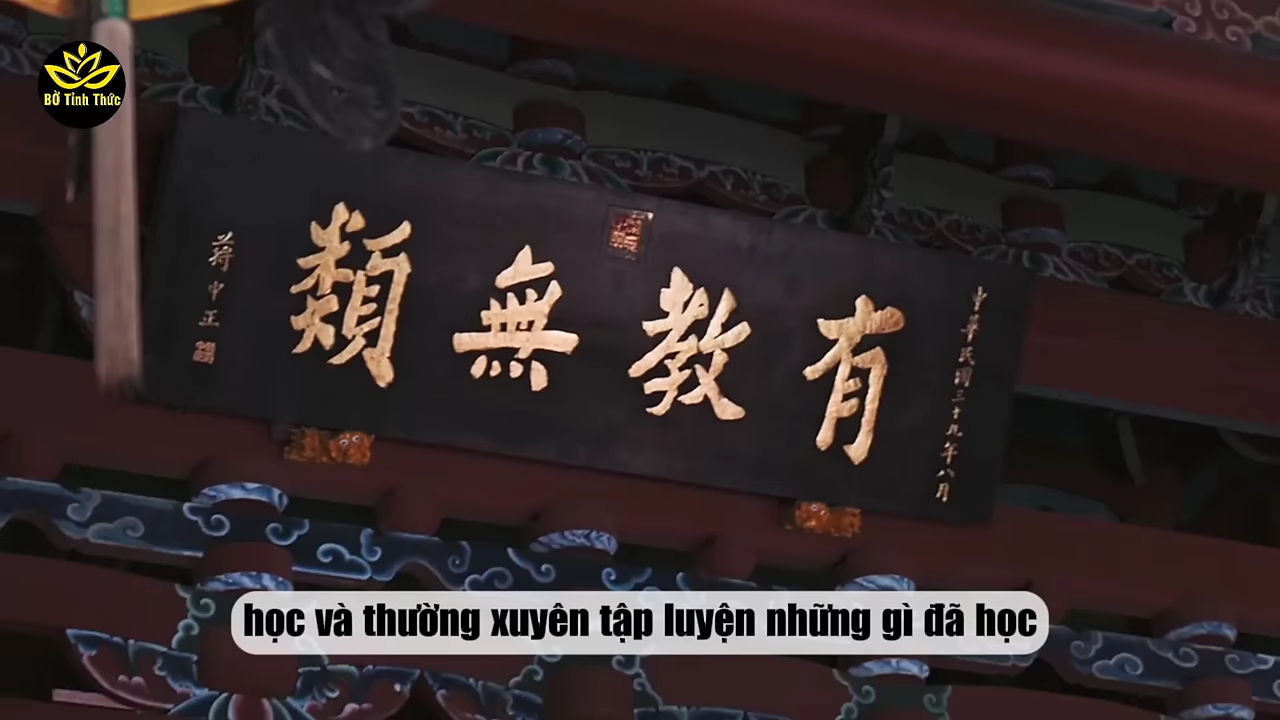 BỜ Tỉnh Thức
中華民國三十九年八月
有教無類
蔣中正
học và thường xuyên tập luyện những gì đã học